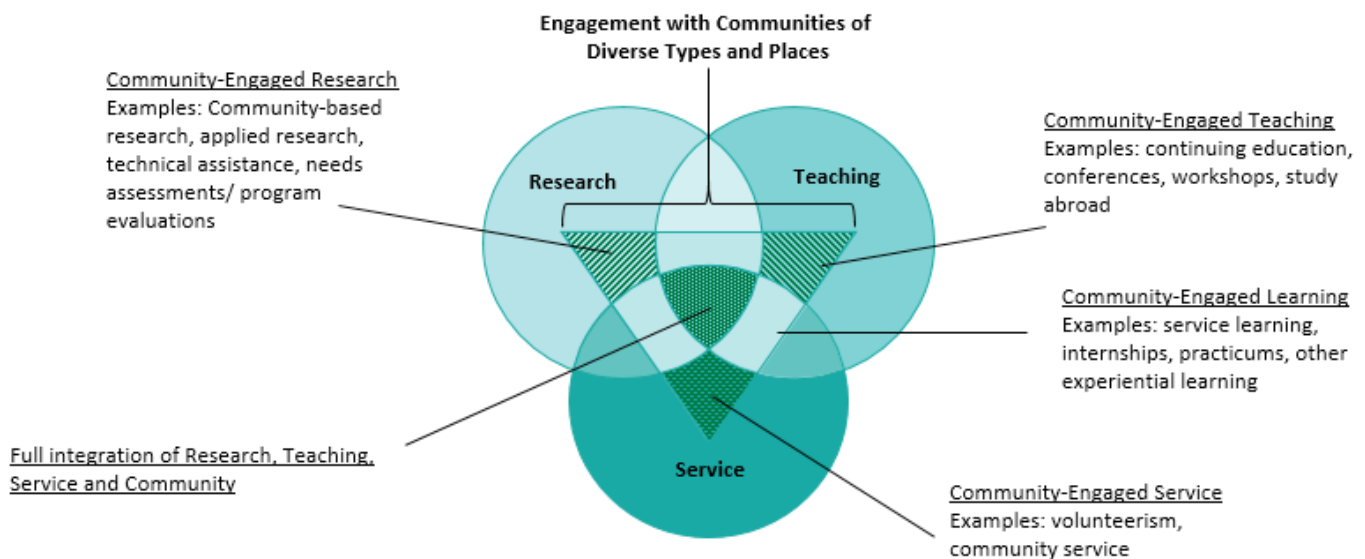 Engagement with Communities of
Diverse Types and Places
Community-Engaged Research
Examples: Community-based
research, applied research,
technical assistance, needs
assessments/ program
evaluations
Research
Teaching
Community-Engaged Teaching
Examples: continuing education,
conferences, workshops, study
abroad
Community-Engaged Learning
Examples: service learning,
internships, practicums, other
experiential learning
Full integration of Research, Teaching,
Service and Community
Service
Community-Engaged Service
Examples: volunteerism,
community service